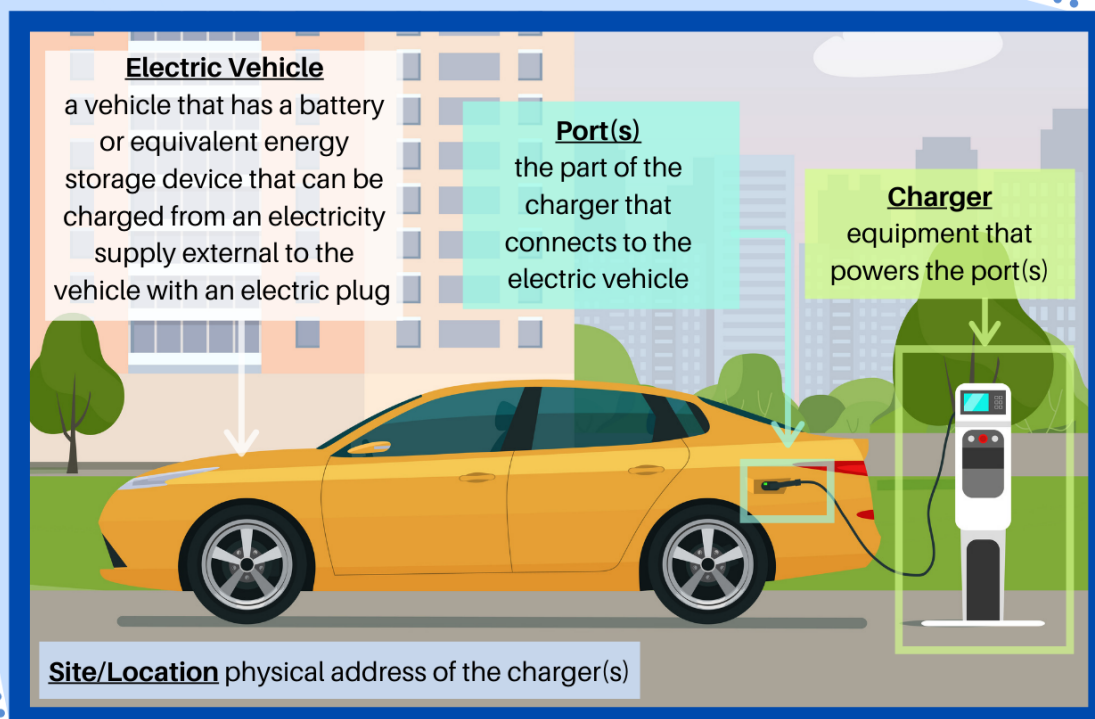 Electric Vehicle
a vehicle that has a battery
or equivalent energy
storage device that can be
charged from an electricity
supply external to the
vehicle with an electric plug
Port(s)
the part of the
charger that
connects to the
electric vehicle
Charger
equipment that
powers the port(s)
Site/Location physical address of the charger(s)